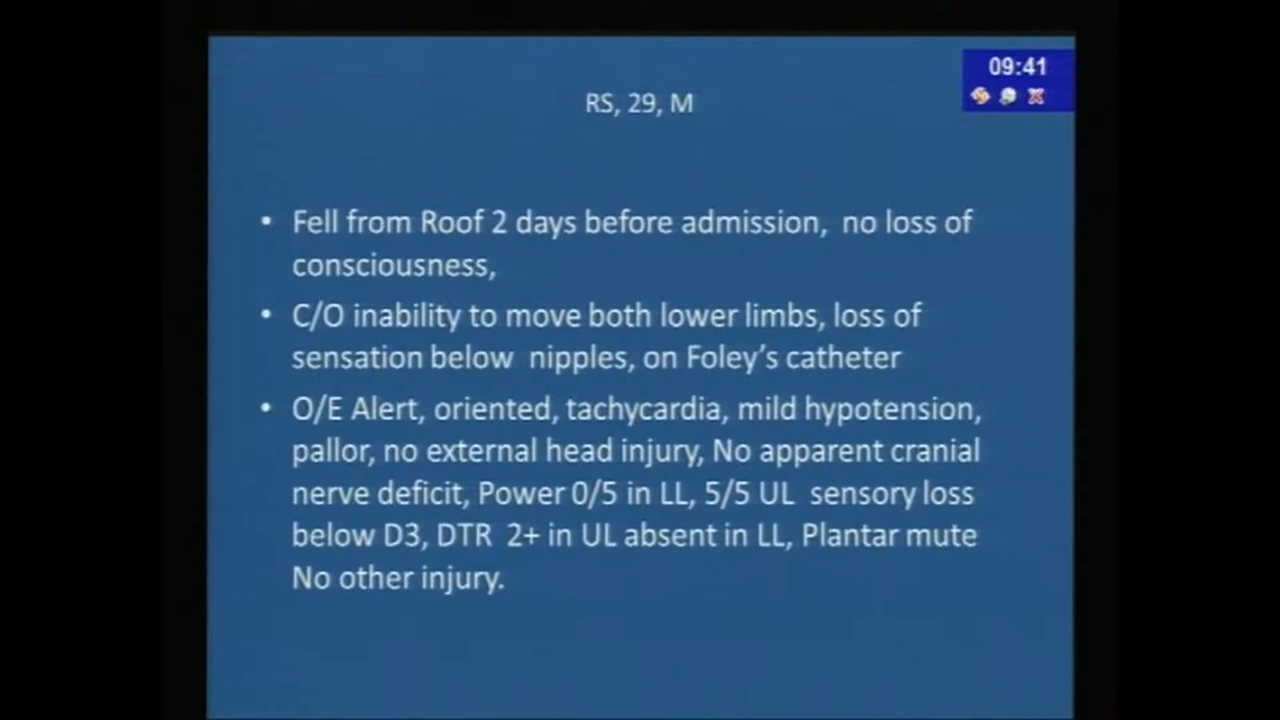 09:41
RS, 29, M
• Fell from Roof 2 days before admission, no loss of
consciousness,
• C/O inability to move both lower limbs, loss of
sensation below nipples, on Foley's catheter
• O/E Alert, oriented, tachycardia, mild hypotension,
pallor, no external head injury, No apparent cranial
nerve deficit, Power 0/5 in LL, 5/5 UL sensory loss
below D3, DTR 2+ in UL absent in LL, Plantar mute
No other injury.